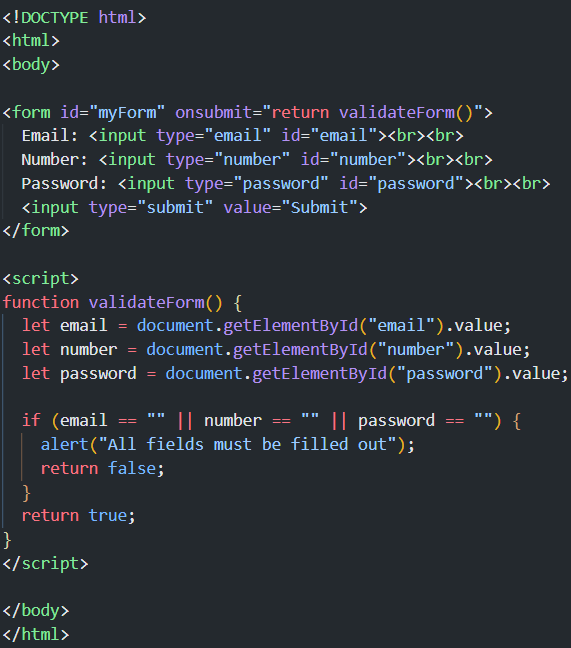 <!DOCTYPE html>
<html>
<body>

<form id="myForm" onsubmit="return validateForm()">
  Email: <input type="email" id="email"><br><br>
  Number: <input type="number" id="number"><br><br>
  Password: <input type="password" id="password"><br><br>
  <input type="submit" value="Submit">
</form>

<script>
function validateForm() {
  let email = document.getElementById("email").value;
  let number = document.getElementById("number").value;
  let password = document.getElementById("password").value;

  if (email == "" || number == "" || password == "") {
    alert("All fields must be filled out");
    return false;
  }
  return true;
}
</script>

</body>
</html>